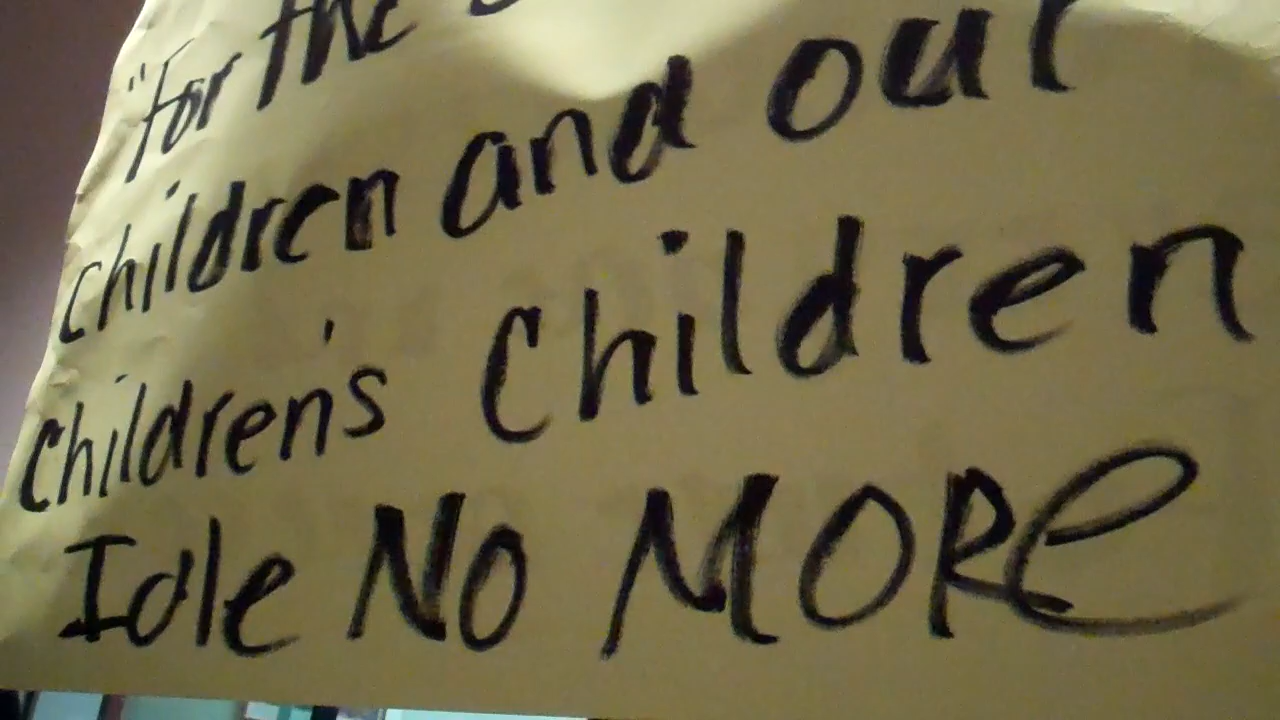 "for the
children and our
children's Children
Idle NO MORe